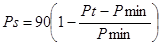 Ps = 90(1 − (Pt − Pmin)/Pmin)